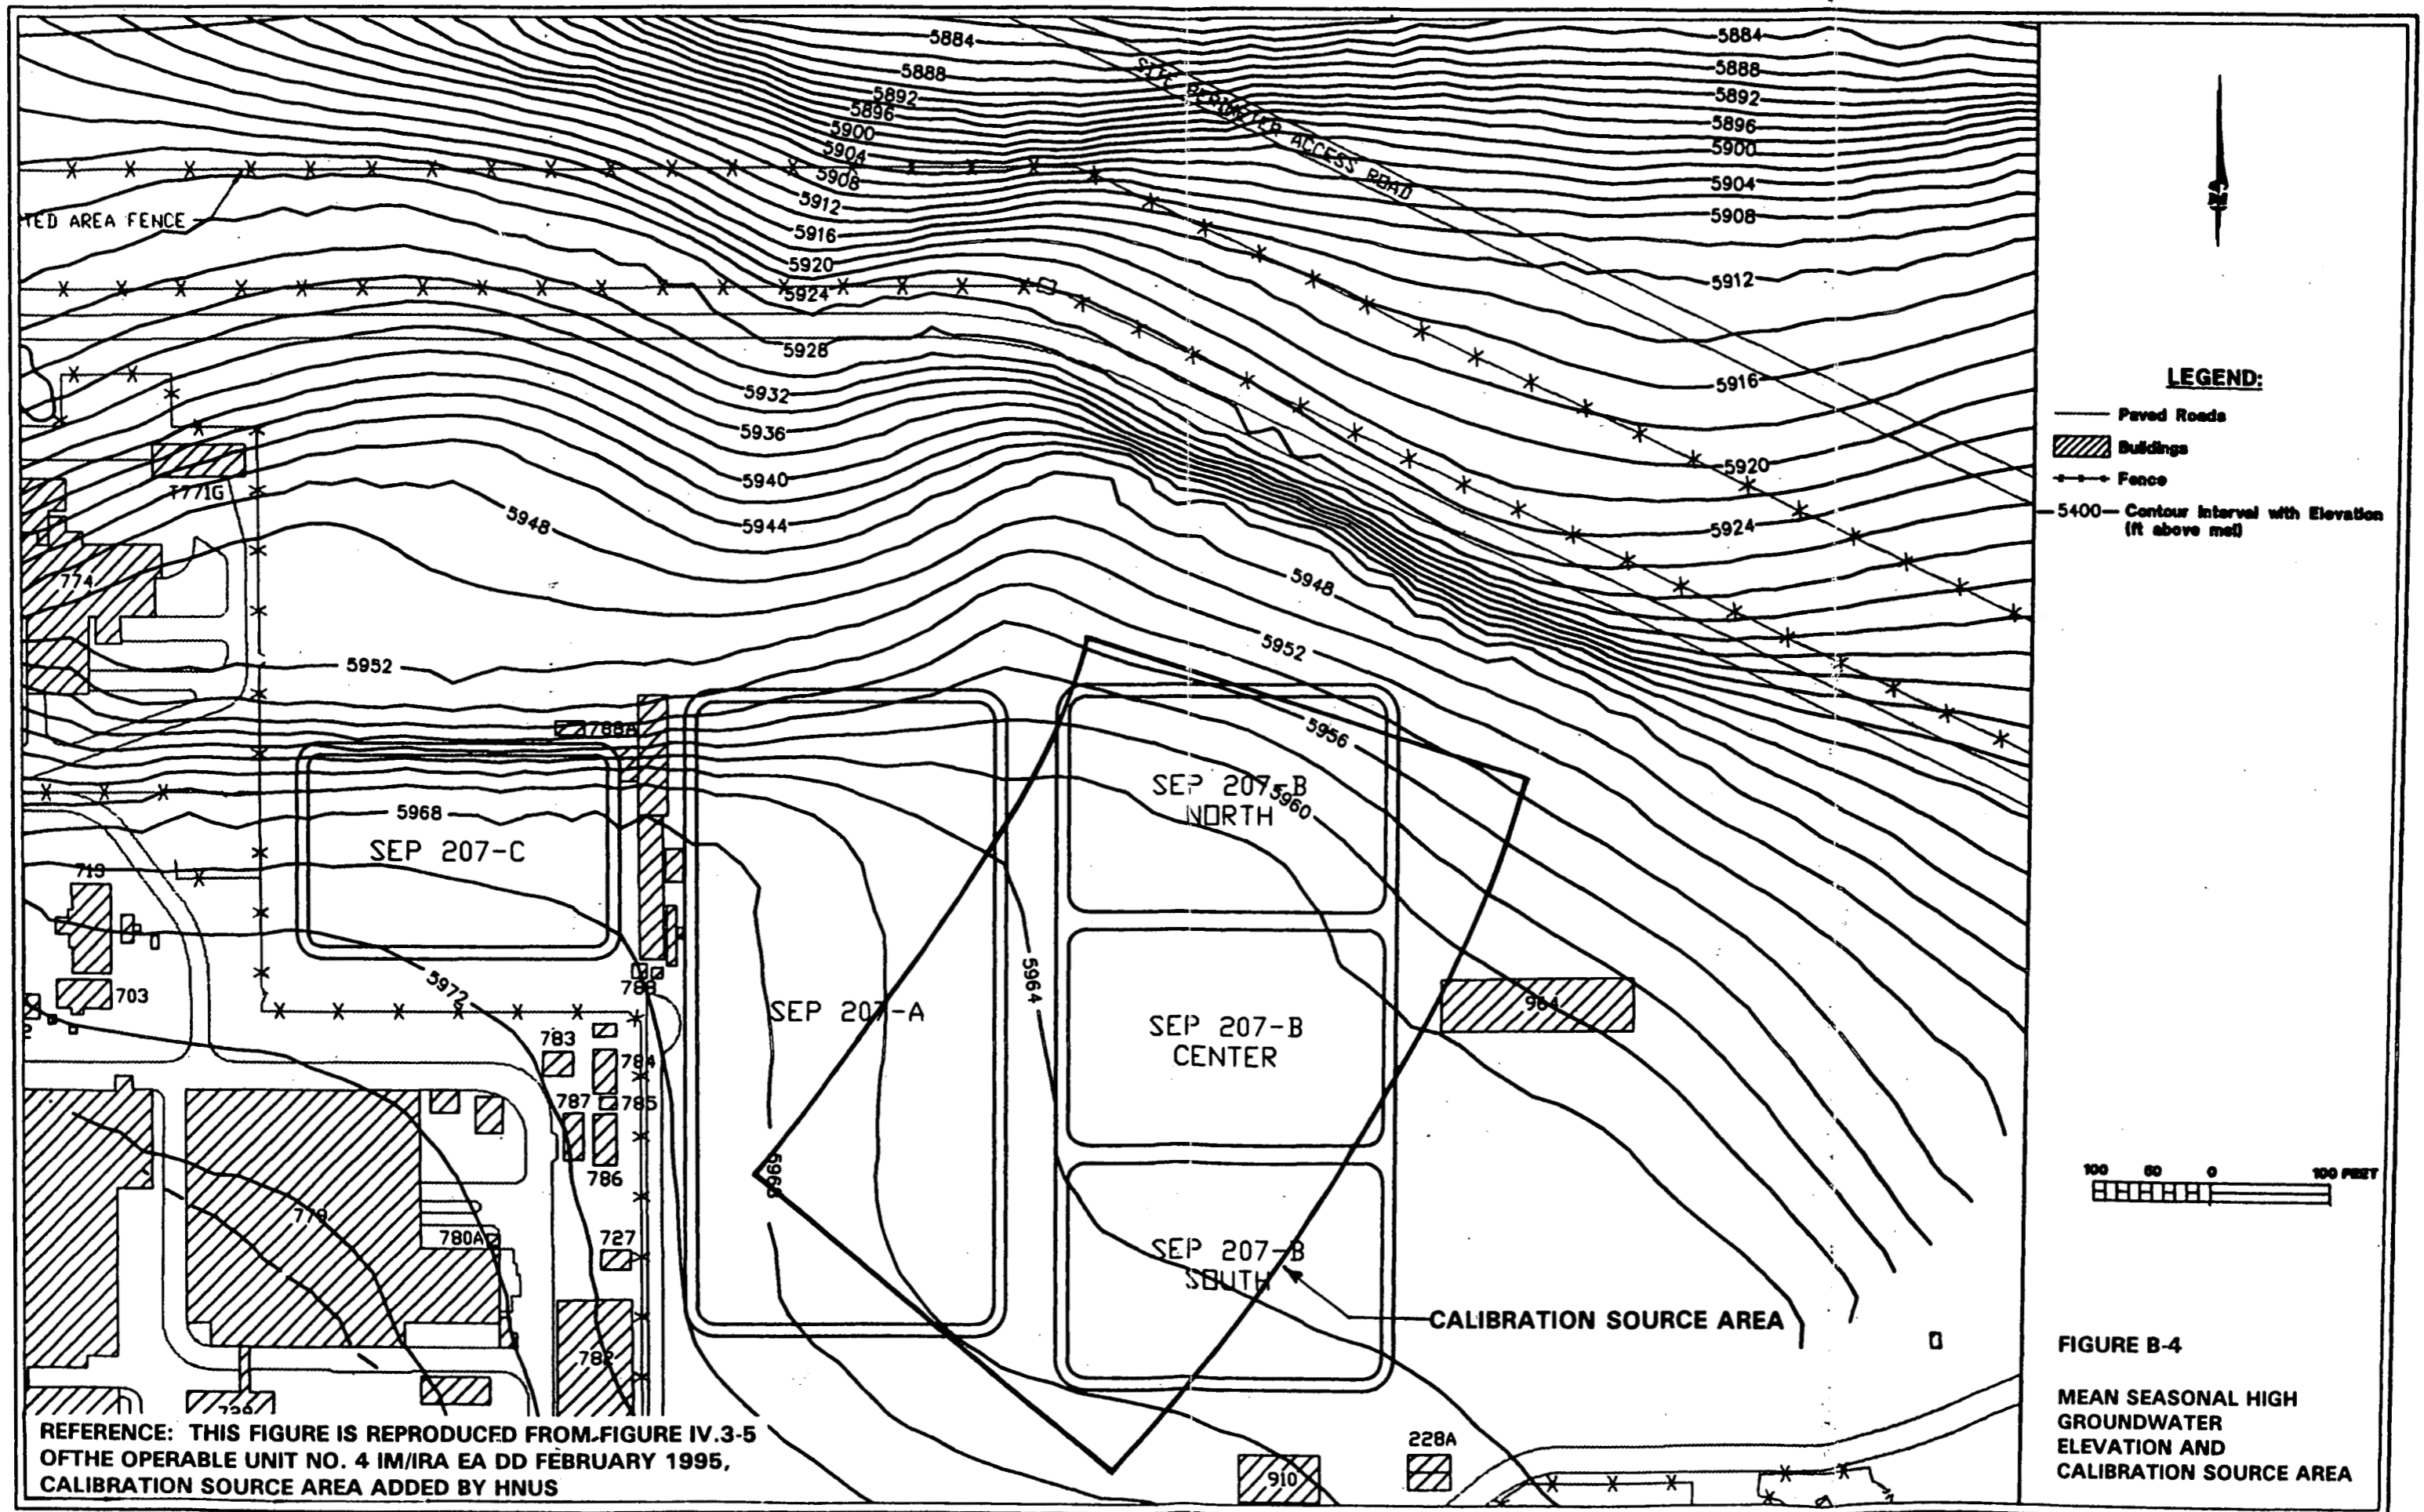 5884
5884
5888
5888
5892
5892
5896
5896
5900
5900
5904
5904
5908
5908
5912
5912
5916
5916
5920
5920
5924
5924
5928
5932
5936
5940
5944
5948
5948
5952
5952
5956
5960
5964
5968
5968
5972
SITE PERIMETER ACCESS ROAD
TED AREA FENCE
T771G
774
788A
SEP 207-C
SEP 207-A
SEP 207-B
NORTH
SEP 207-B
CENTER
SEP 207-B
SOUTH
964
719
703
788
783
784
787
785
786
727
779
780A
782
910
228A
CALIBRATION SOURCE AREA
REFERENCE: THIS FIGURE IS REPRODUCED FROM FIGURE IV.3-5
OFTHE OPERABLE UNIT NO. 4 IM/IRA EA DD FEBRUARY 1995,
CALIBRATION SOURCE AREA ADDED BY HNUS
LEGEND:
Paved Roads
Buildings
Fence
5400 Contour Interval with Elevation
(ft above msl)
100 50 0 100 FEET
FIGURE B-4
MEAN SEASONAL HIGH
GROUNDWATER
ELEVATION AND
CALIBRATION SOURCE AREA